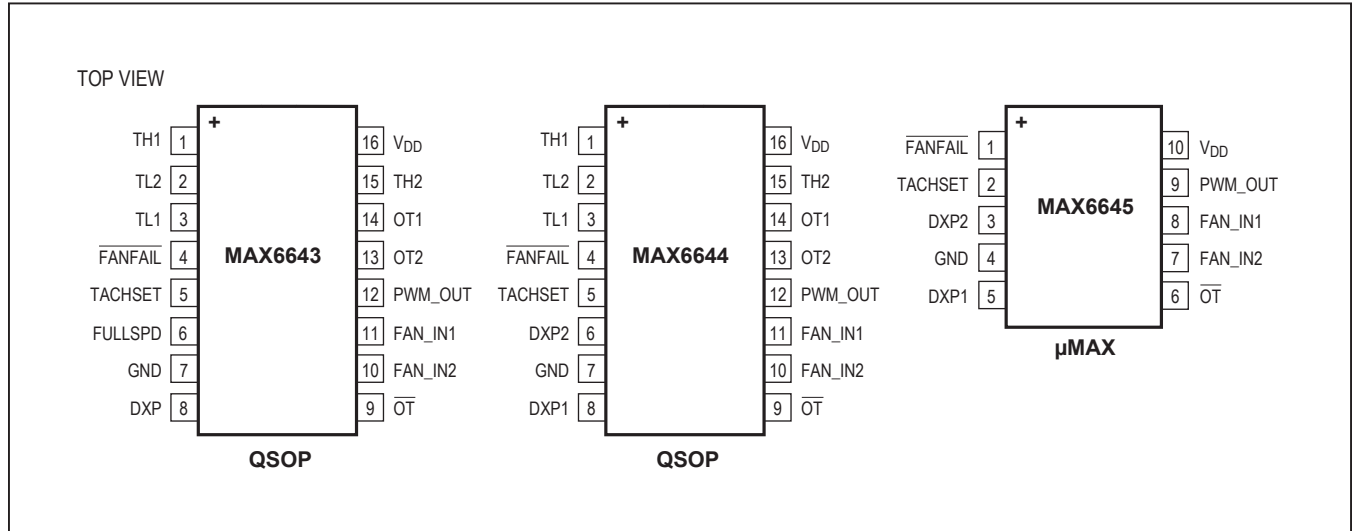 TOP VIEW
+
TH1 1
TL2 2
TL1 3
FANFAIL 4
TACHSET 5
FULLSPD 6
GND 7
DXP 8
MAX6643
16 VDD
15 TH2
14 OT1
13 OT2
12 PWM_OUT
11 FAN_IN1
10 FAN_IN2
9 OT
QSOP
+
TH1 1
TL2 2
TL1 3
FANFAIL 4
TACHSET 5
DXP2 6
GND 7
DXP1 8
MAX6644
16 VDD
15 TH2
14 OT1
13 OT2
12 PWM_OUT
11 FAN_IN1
10 FAN_IN2
9 OT
QSOP
+
FANFAIL 1
TACHSET 2
DXP2 3
GND 4
DXP1 5
MAX6645
10 VDD
9 PWM_OUT
8 FAN_IN1
7 FAN_IN2
6 OT
µMAX